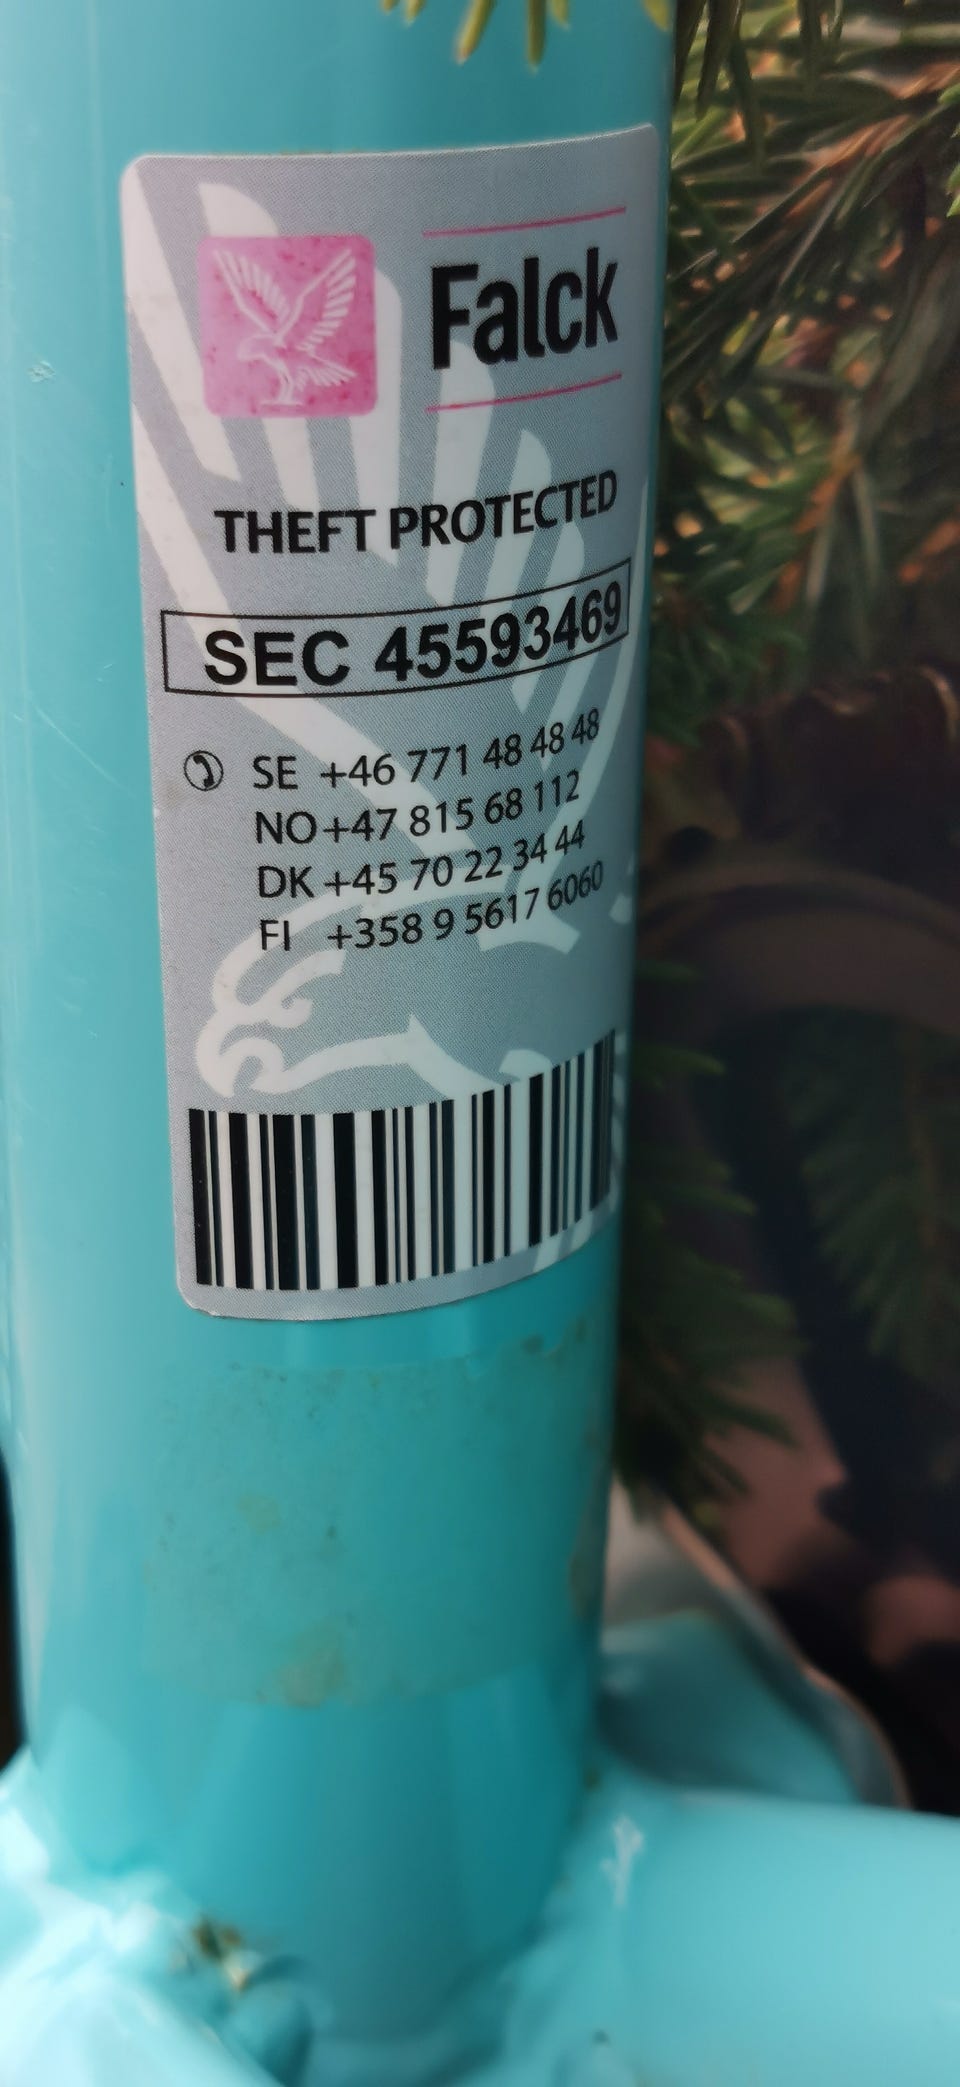 Falck
THEFT PROTECTED
SEC 45593469
SE +46 771 48 48 48
NO +47 815 68 112
DK +45 70 22 34 44
FI +358 9 5617 6060